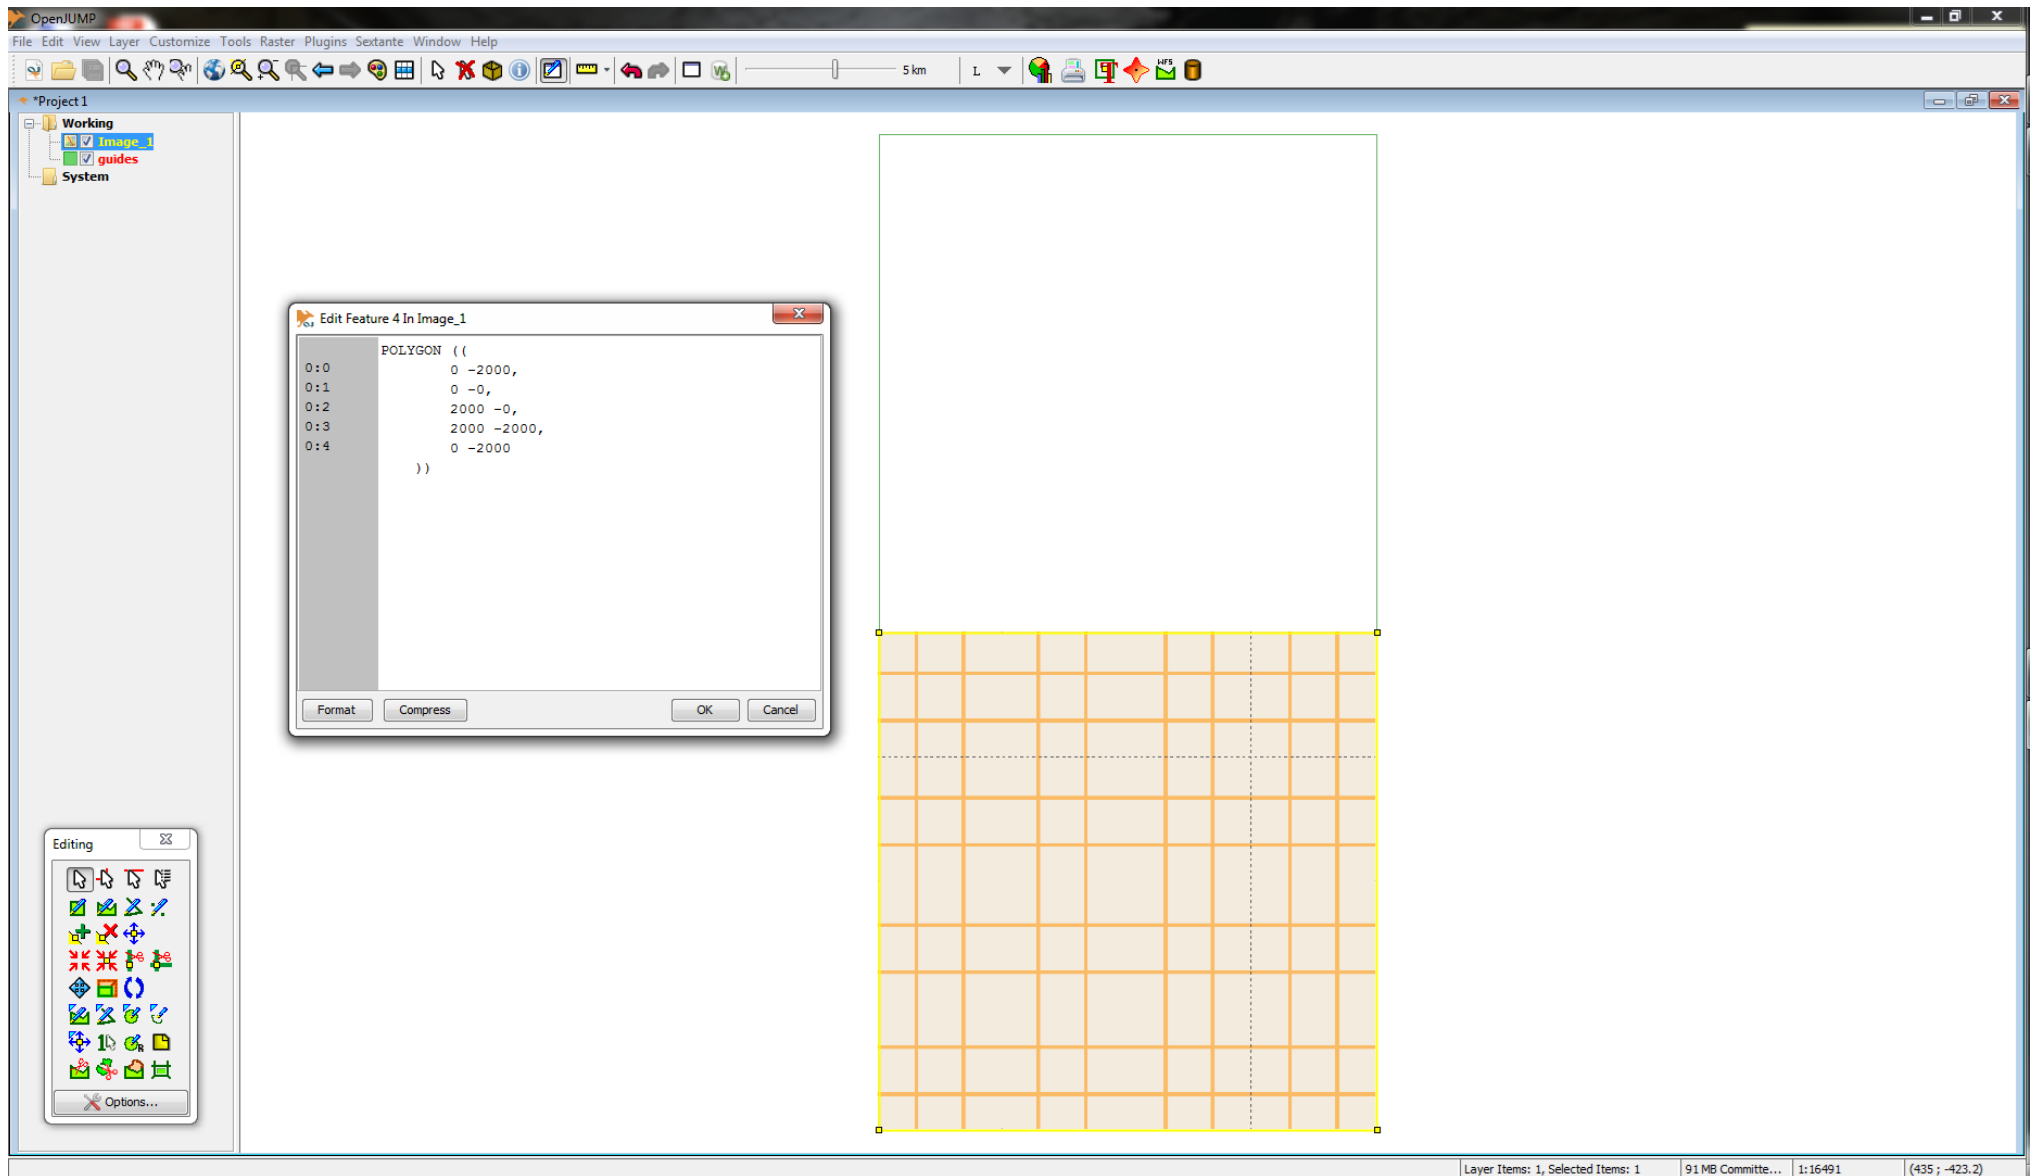 OpenJUMP
File Edit View Layer Customize Tools Raster Plugins Sextante Window Help
5 km
L
WFS
*Project 1
Working
Image_1
guides
System
Edit Feature 4 In Image_1
POLYGON ((
0:0 0 -2000,
0:1 0 -0,
0:2 2000 -0,
0:3 2000 -2000,
0:4 0 -2000
))
Format Compress OK Cancel
Editing
Options...
Layer Items: 1, Selected Items: 1 91 MB Committe... 1:16491 (435 ; -423.2)